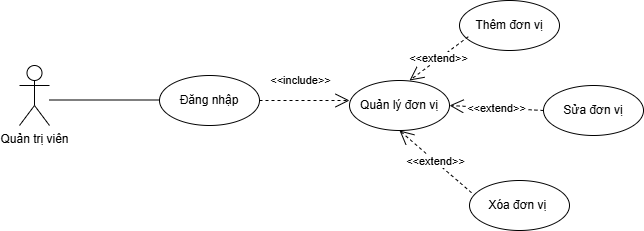 Thêm đơn vị
<<extend>>
<<include>>
Đăng nhập
Quản lý đơn vị
<<extend>>
Sửa đơn vị
Quản trị viên
<<extend>>
Xóa đơn vị